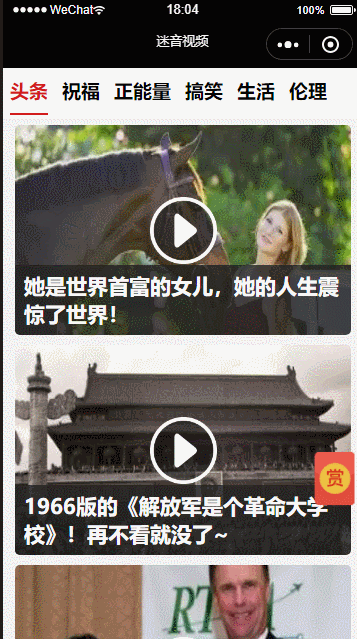 WeChat 18:04 100%
迷音视频
头条 祝福 正能量 搞笑 生活 伦理
她是世界首富的女儿，她的人生震
惊了世界！
1966版的《解放军是个革命大学
校》！再不看就没了~
赏
RT